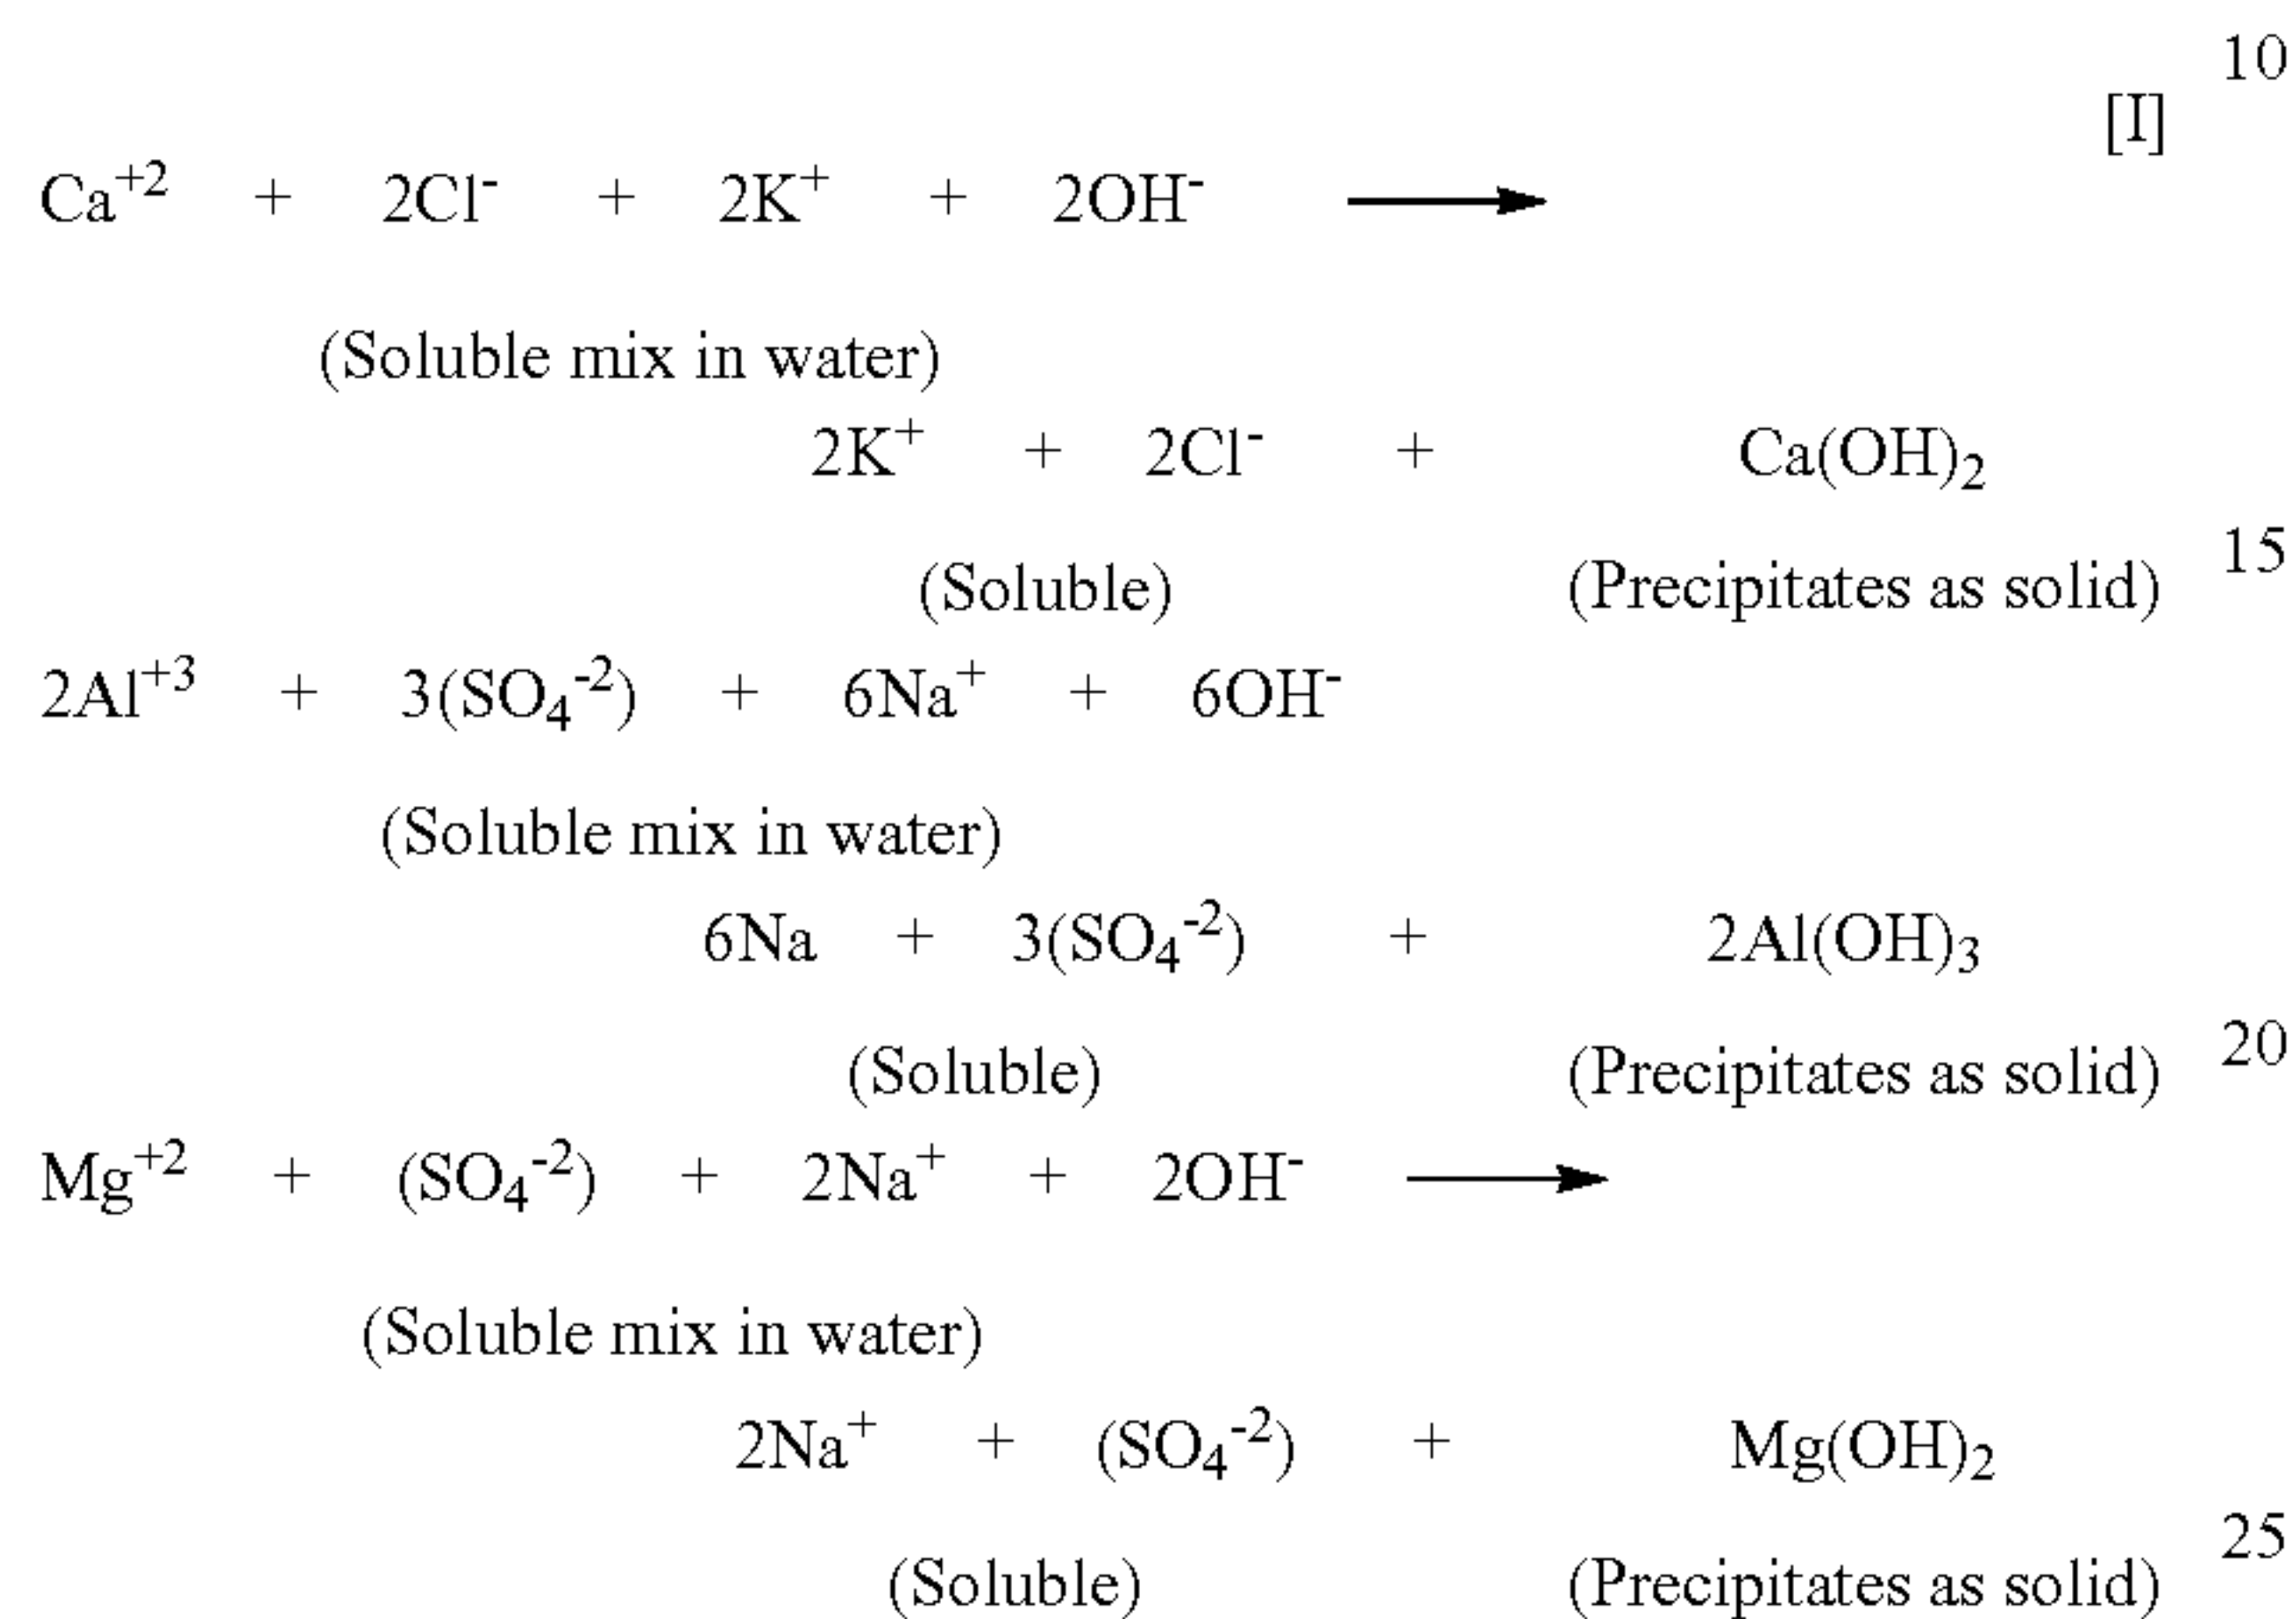 10
[I]
Ca⁺² + 2Cl⁻ + 2K⁺ + 2OH⁻ ⟶
(Soluble mix in water)
2K⁺ + 2Cl⁻ + Ca(OH)₂
15
(Soluble) (Precipitates as solid)
2Al⁺³ + 3(SO₄⁻²) + 6Na⁺ + 6OH⁻
(Soluble mix in water)
6Na + 3(SO₄⁻²) + 2Al(OH)₃
(Soluble) (Precipitates as solid) 20
Mg⁺² + (SO₄⁻²) + 2Na⁺ + 2OH⁻ ⟶
(Soluble mix in water)
2Na⁺ + (SO₄⁻²) + Mg(OH)₂
25
(Soluble) (Precipitates as solid)